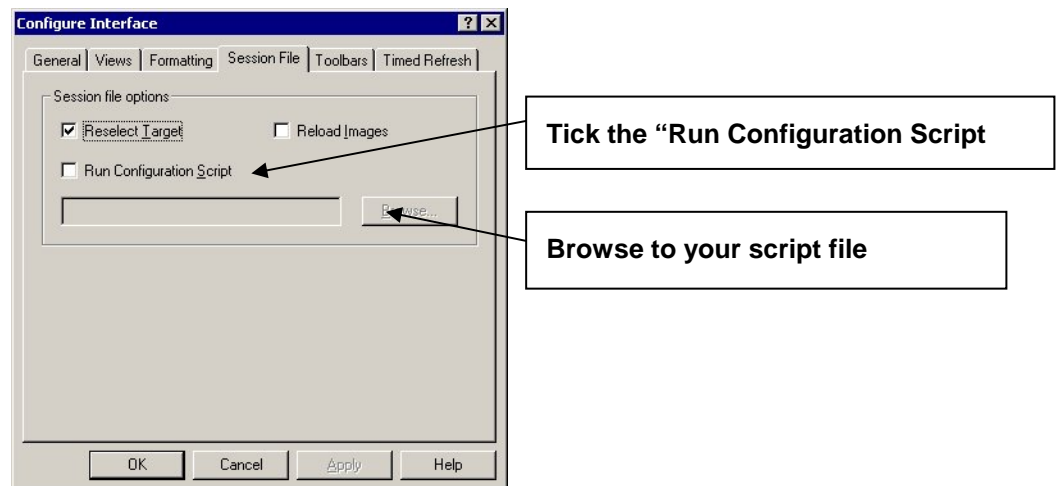 Configure Interface
General Views Formatting Session File Toolbars Timed Refresh
Session file options
Reselect Target
Reload Images
Run Configuration Script
Browse...
OK Cancel Apply Help
Tick the “Run Configuration Script
Browse to your script file